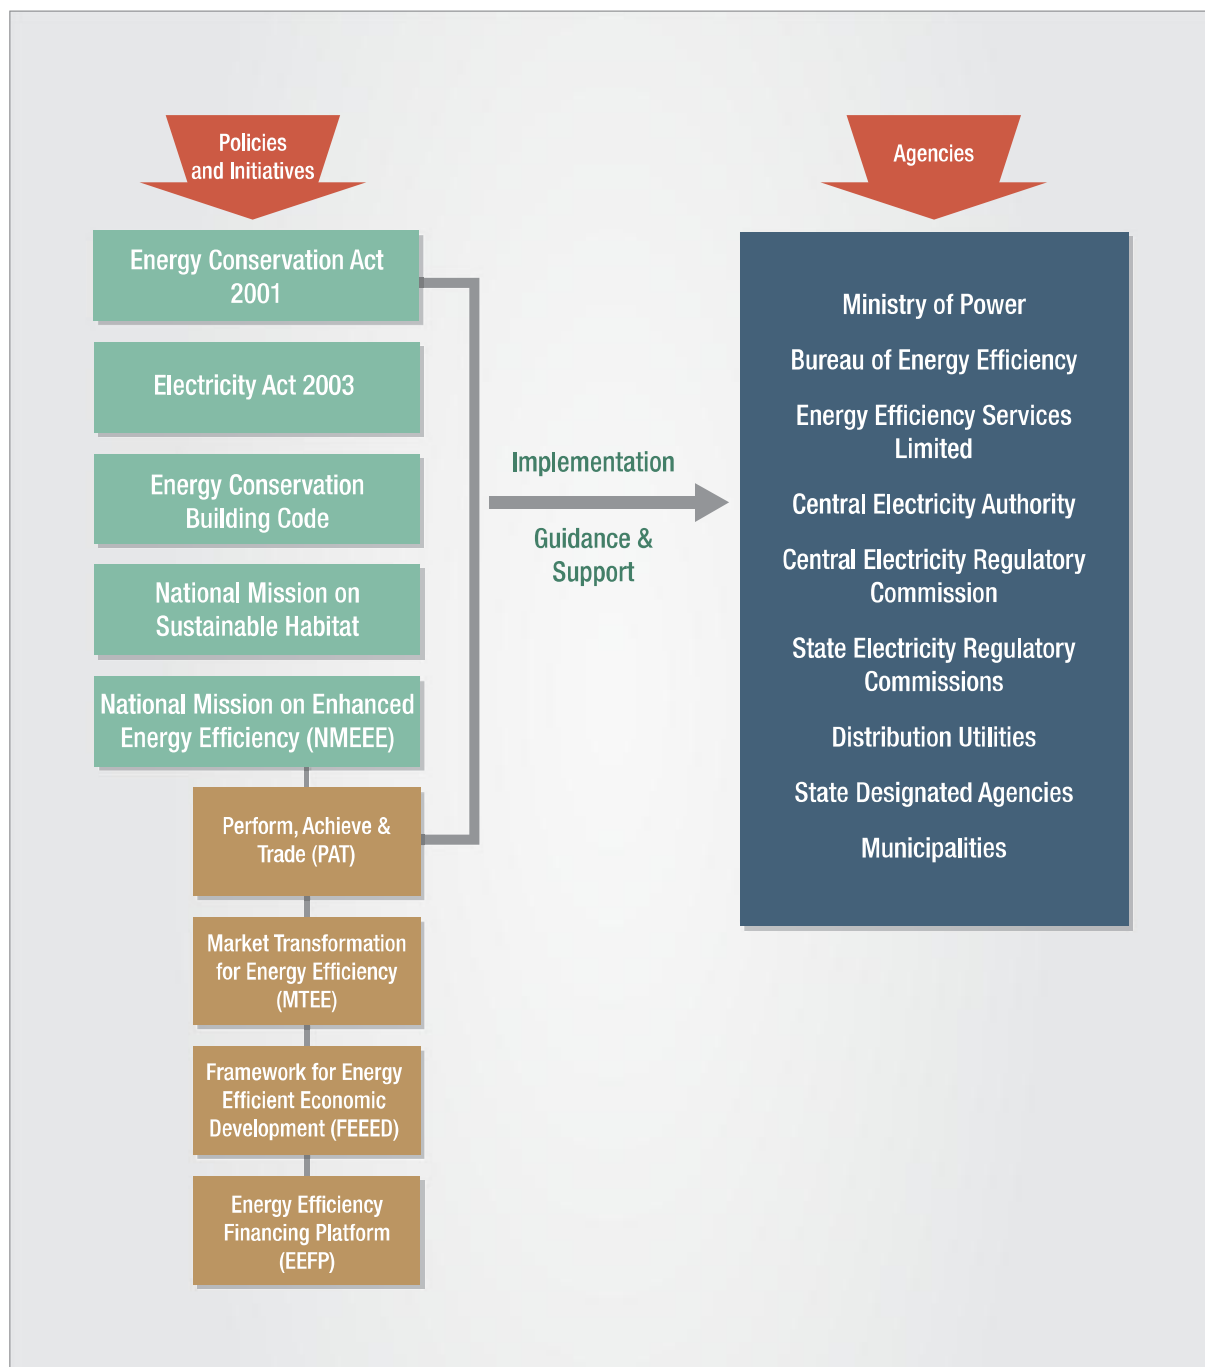 Policies
and Initiatives
Energy Conservation Act
2001
Electricity Act 2003
Energy Conservation
Building Code
National Mission on
Sustainable Habitat
National Mission on Enhanced
Energy Efficiency (NMEEE)
Perform, Achieve &
Trade (PAT)
Market Transformation
for Energy Efficiency
(MTEE)
Framework for Energy
Efficient Economic
Development (FEEED)
Energy Efficiency
Financing Platform
(EEFP)
Implementation
Guidance &
Support
Agencies
Ministry of Power
Bureau of Energy Efficiency
Energy Efficiency Services
Limited
Central Electricity Authority
Central Electricity Regulatory
Commission
State Electricity Regulatory
Commissions
Distribution Utilities
State Designated Agencies
Municipalities